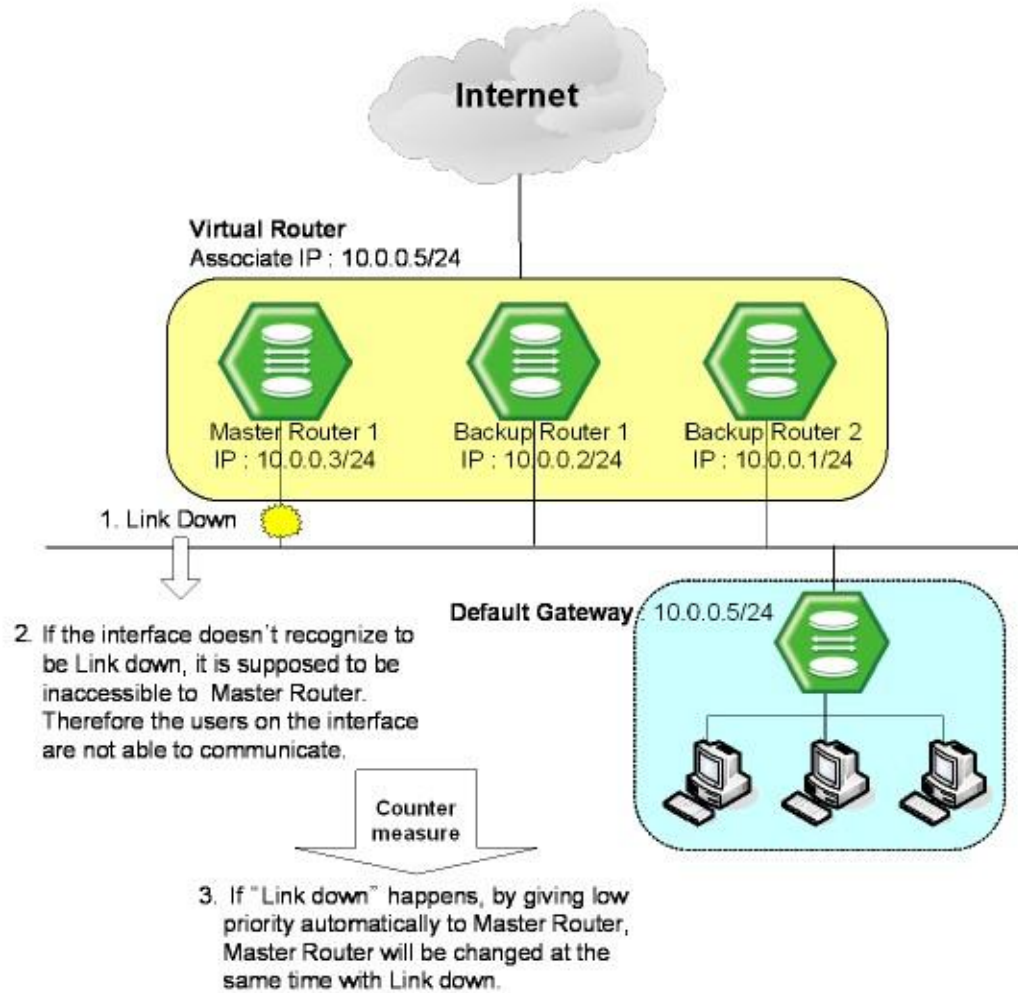 Internet
Virtual Router
Associate IP : 10.0.0.5/24
Master Router 1
IP : 10.0.0.3/24
Backup Router 1
IP : 10.0.0.2/24
Backup Router 2
IP : 10.0.0.1/24
1. Link Down
Default Gateway : 10.0.0.5/24
2. If the interface doesn't recognize to
be Link down, it is supposed to be
inaccessible to Master Router.
Therefore the users on the interface
are not able to communicate.
Counter
measure
3. If "Link down" happens, by giving low
priority automatically to Master Router,
Master Router will be changed at the
same time with Link down.